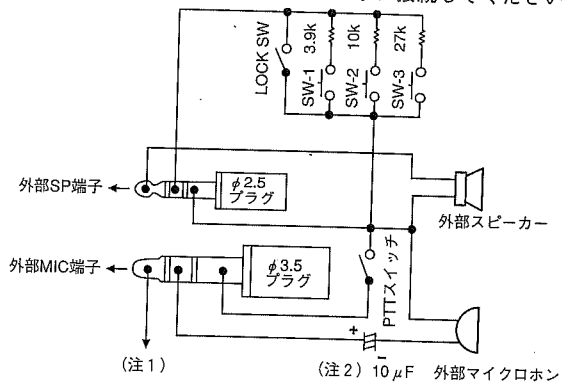 接続してください
LOCK SW
3.9k
10k
27k
SW-1
SW-2
SW-3
外部SP端子
φ2.5
プラグ
外部スピーカー
外部MIC端子
φ3.5
プラグ
PTTスイッチ
+
−
(注1)
(注2) 10μF
外部マイクロホン